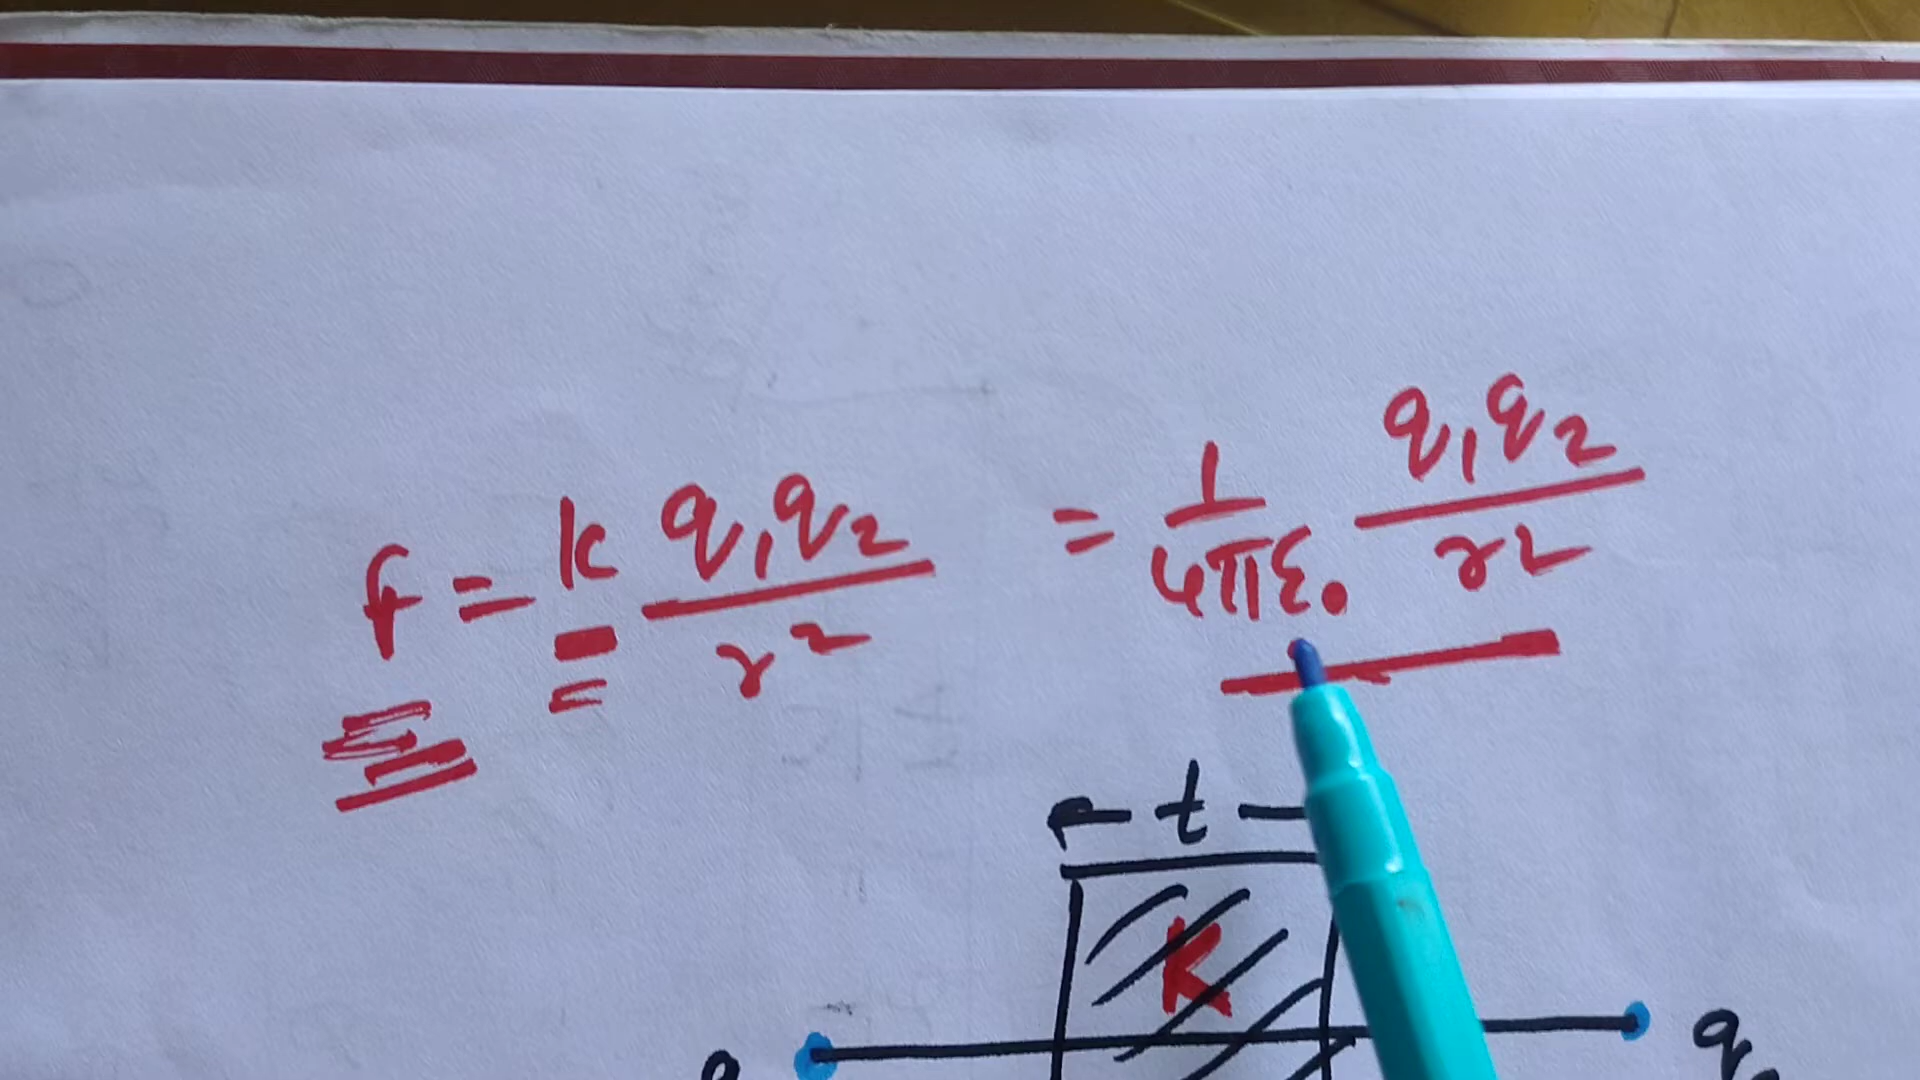 F = k q₁q₂/r² = 1/4πε₀ q₁q₂/r²
t
K